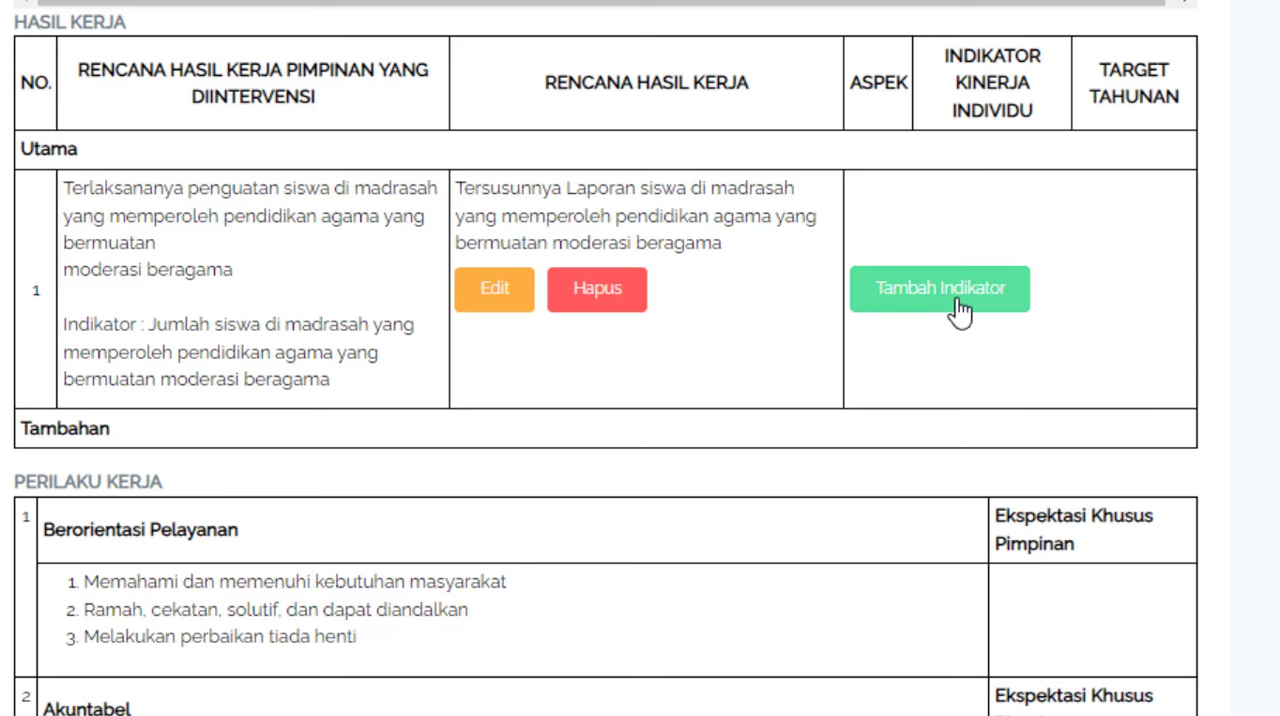 HASIL KERJA
NO.
RENCANA HASIL KERJA PIMPINAN YANG
DIINTERVENSI
RENCANA HASIL KERJA
ASPEK
INDIKATOR
KINERJA
INDIVIDU
TARGET
TAHUNAN
Utama
1
Terlaksananya penguatan siswa di madrasah
yang memperoleh pendidikan agama yang
bermuatan
moderasi beragama
Indikator : Jumlah siswa di madrasah yang
memperoleh pendidikan agama yang
bermuatan moderasi beragama
Tersusunnya Laporan siswa di madrasah
yang memperoleh pendidikan agama yang
bermuatan moderasi beragama
Edit
Hapus
Tambah Indikator
Tambahan
PERILAKU KERJA
1
Berorientasi Pelayanan
Ekspektasi Khusus
Pimpinan
1. Memahami dan memenuhi kebutuhan masyarakat
2. Ramah, cekatan, solutif, dan dapat diandalkan
3. Melakukan perbaikan tiada henti
2
Akuntabel
Ekspektasi Khusus